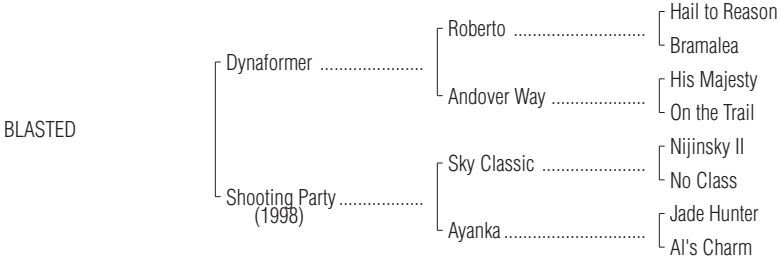 Hail to Reason
Roberto ............................
Bramalea
Dynaformer ......................
His Majesty
Andover Way ....................
On the Trail
BLASTED
Nijinsky II
Sky Classic ......................
No Class
Shooting Party ..................
(1998)
Jade Hunter
Ayanka ..............................
Al's Charm